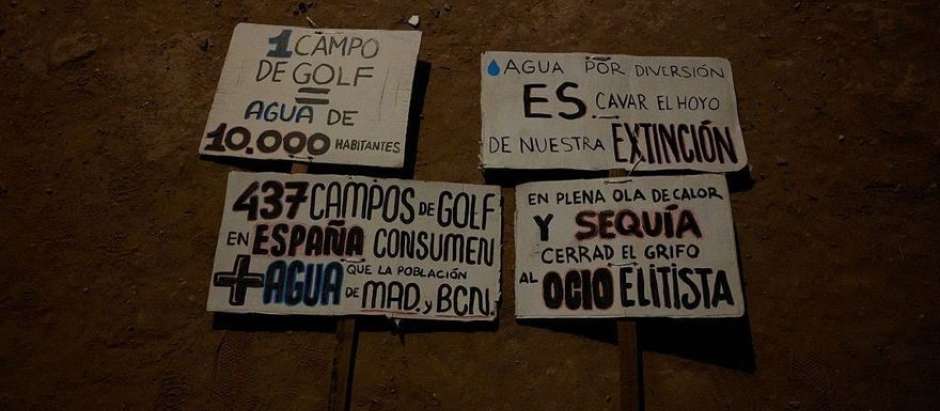 1 CAMPO
DE GOLF
=
AGUA DE
10.000 HABITANTES
AGUA POR DIVERSIÓN
ES CAVAR EL HOYO
DE NUESTRA EXTINCIÓN
437 CAMPOS DE GOLF
EN ESPAÑA CONSUMEN
+ AGUA QUE LA POBLACIÓN
DE MAD. y BCN.
EN PLENA OLA DE CALOR
Y SEQUÍA
CERRAD EL GRIFO
AL OCIO ELITISTA